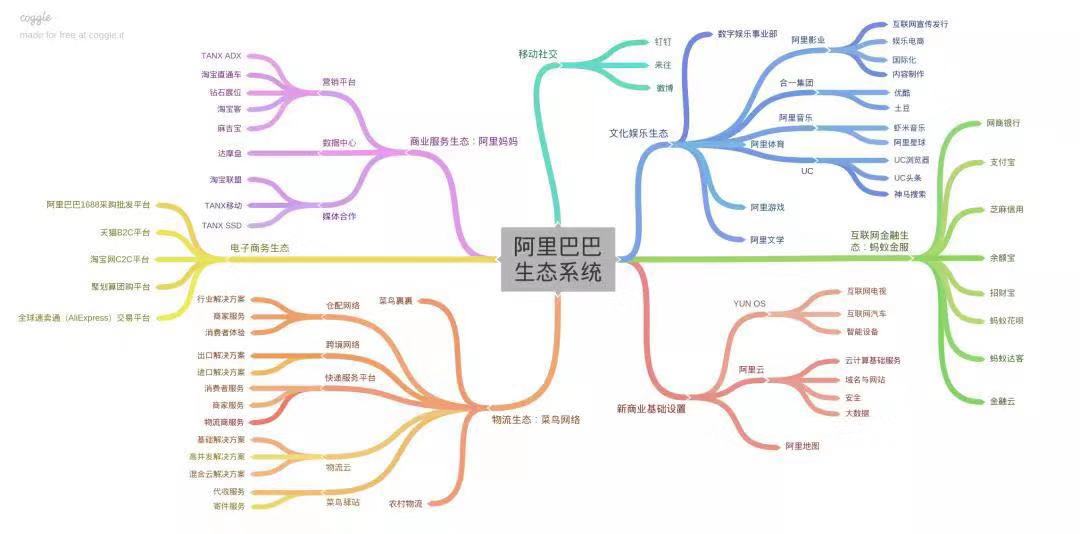 coggle
made for free at coggle.it
阿里巴巴
生态系统
移动社交
钉钉
来往
微博
文化娱乐生态
数字娱乐事业部
阿里影业
互联网宣传发行
娱乐电商
国际化
内容制作
合一集团
优酷
土豆
阿里音乐
虾米音乐
阿里星球
阿里体育
UC
UC浏览器
UC头条
神马搜索
阿里游戏
阿里文学
互联网金融生
态：蚂蚁金服
网商银行
支付宝
芝麻信用
余额宝
招财宝
蚂蚁花呗
蚂蚁达客
金融云
新商业基础设置
YUN OS
互联网电视
互联网汽车
智能设备
阿里云
云计算基础服务
域名与网站
安全
大数据
阿里地图
商业服务生态：阿里妈妈
营销平台
TANX ADX
淘宝直通车
钻石展位
淘宝客
麻吉宝
数据中心
达摩盘
媒体合作
淘宝联盟
TANX移动
TANX SSD
电子商务生态
阿里巴巴1688采购批发平台
天猫B2C平台
淘宝网C2C平台
聚划算团购平台
全球速卖通（AliExpress）交易平台
物流生态：菜鸟网络
菜鸟裹裹
仓配网络
行业解决方案
商家服务
消费者体验
跨境网络
出口解决方案
进口解决方案
快递服务平台
消费者服务
商家服务
物流商服务
物流云
基础解决方案
高并发解决方案
混合云解决方案
菜鸟驿站
代收服务
寄件服务
农村物流